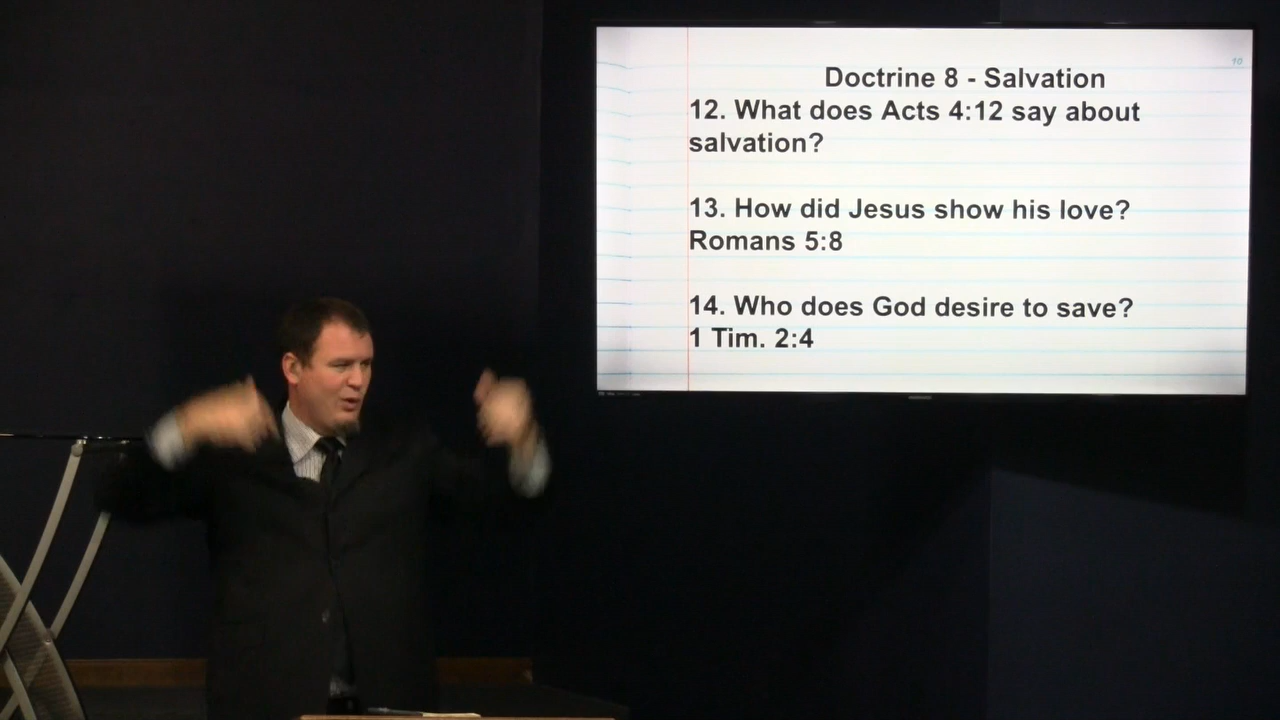 10
Doctrine 8 - Salvation
12. What does Acts 4:12 say about
salvation?
13. How did Jesus show his love?
Romans 5:8
14. Who does God desire to save?
1 Tim. 2:4